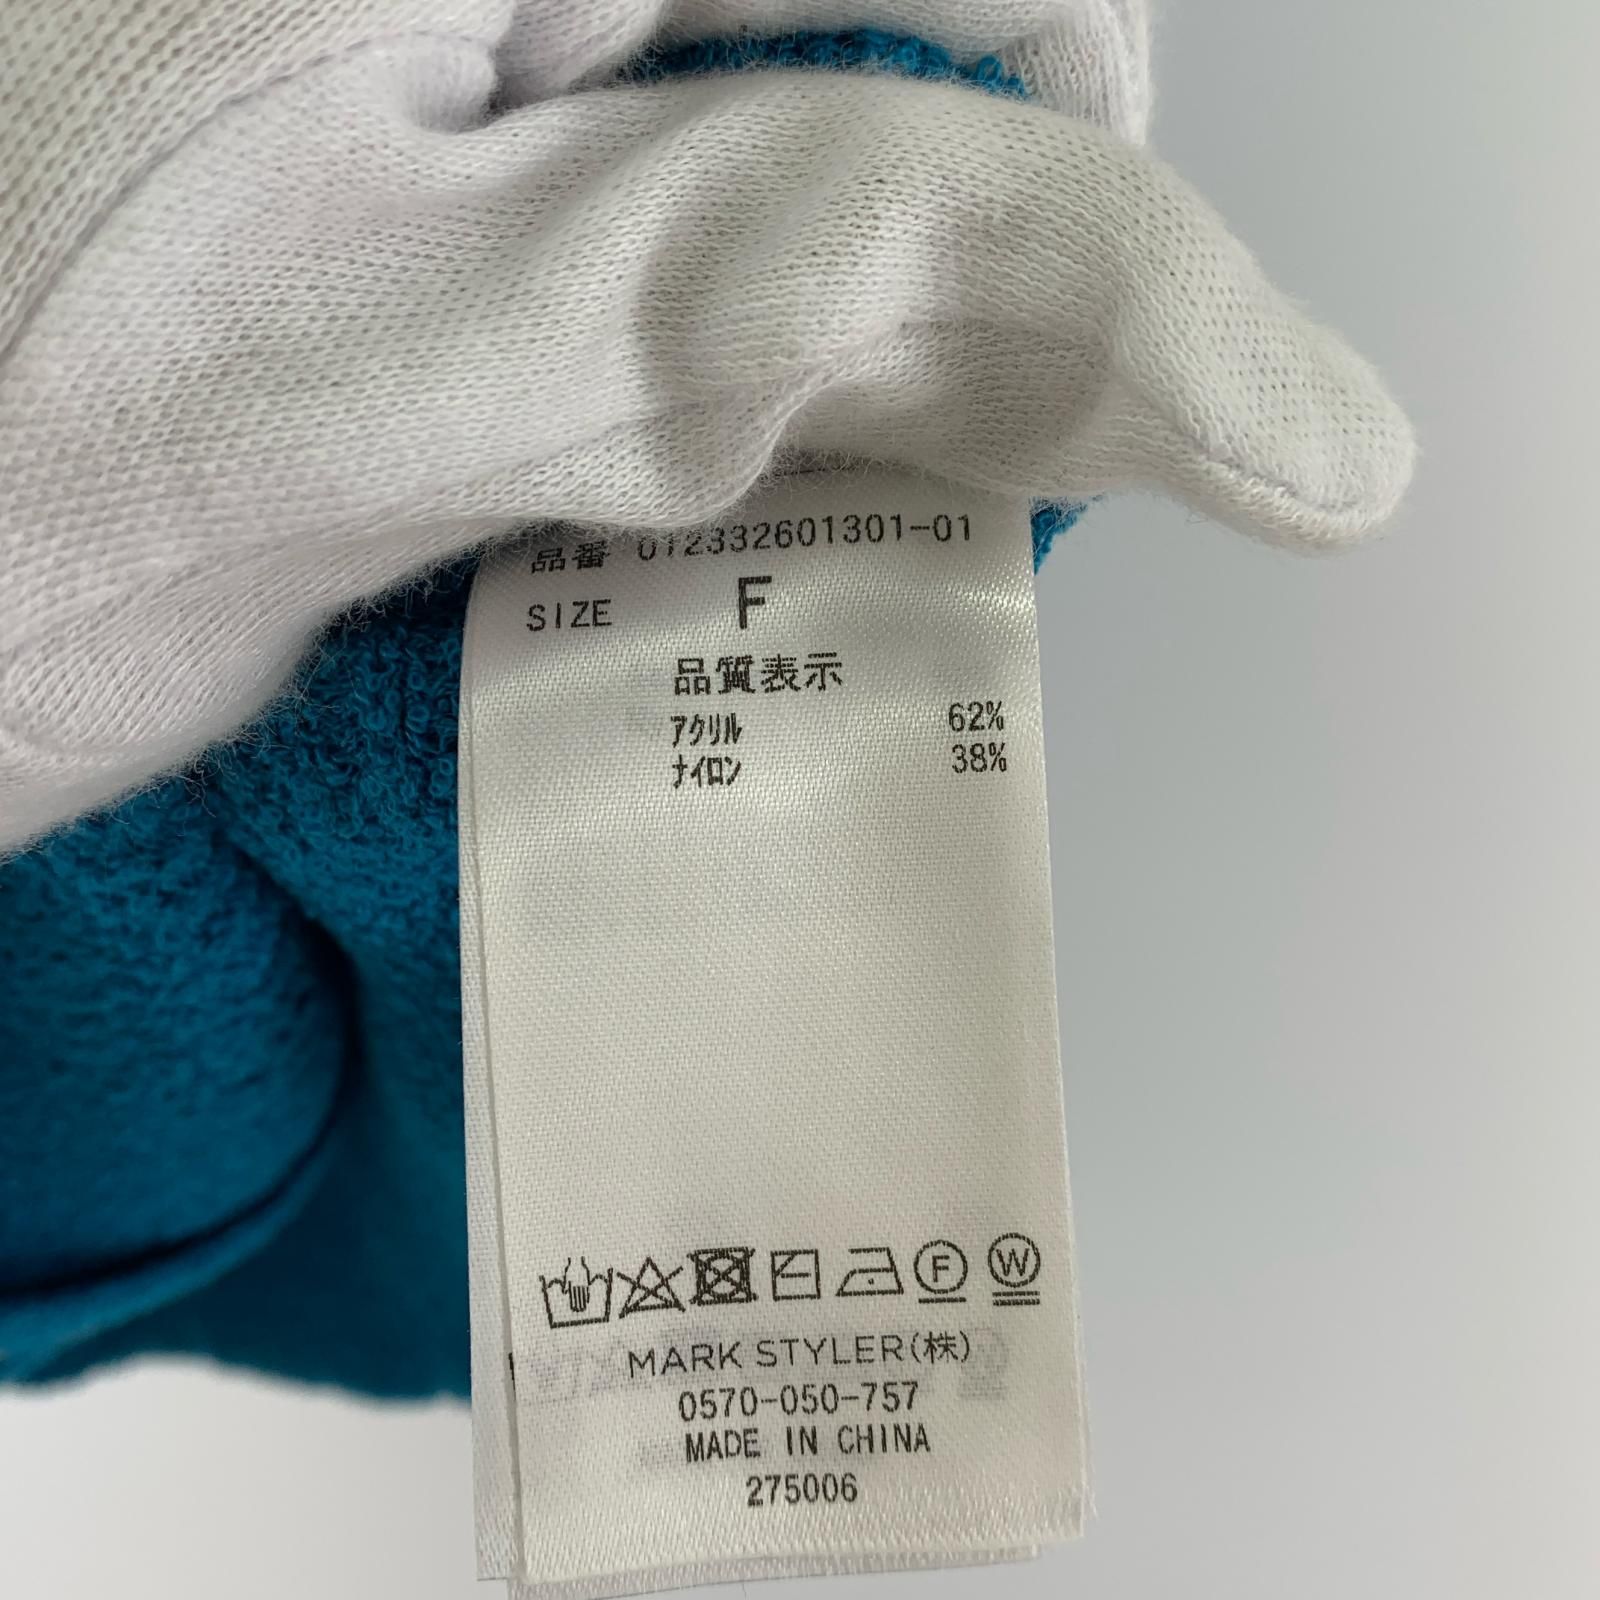 品番 012332601301-01
SIZE F
品質表示
アクリル 62%
ナイロン 38%
F W
MARK STYLER(株)
0570-050-757
MADE IN CHINA
275006